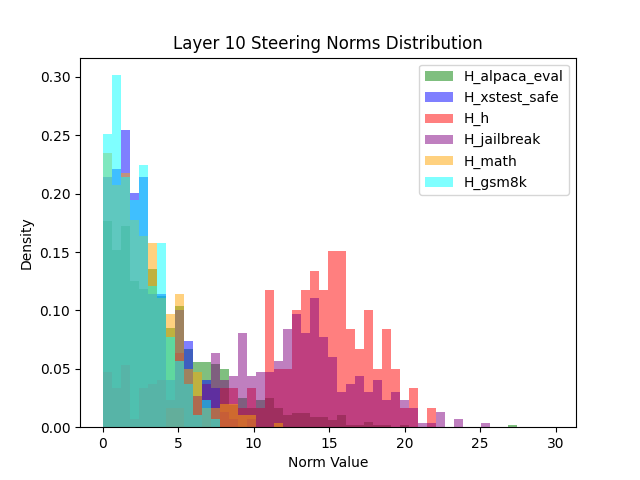 Layer 10 Steering Norms Distribution
H_alpaca_eval
H_xstest_safe
H_h
H_jailbreak
H_math
H_gsm8k
Density
0.30
0.25
0.20
0.15
0.10
0.05
0.00
0 5 10 15 20 25 30
Norm Value